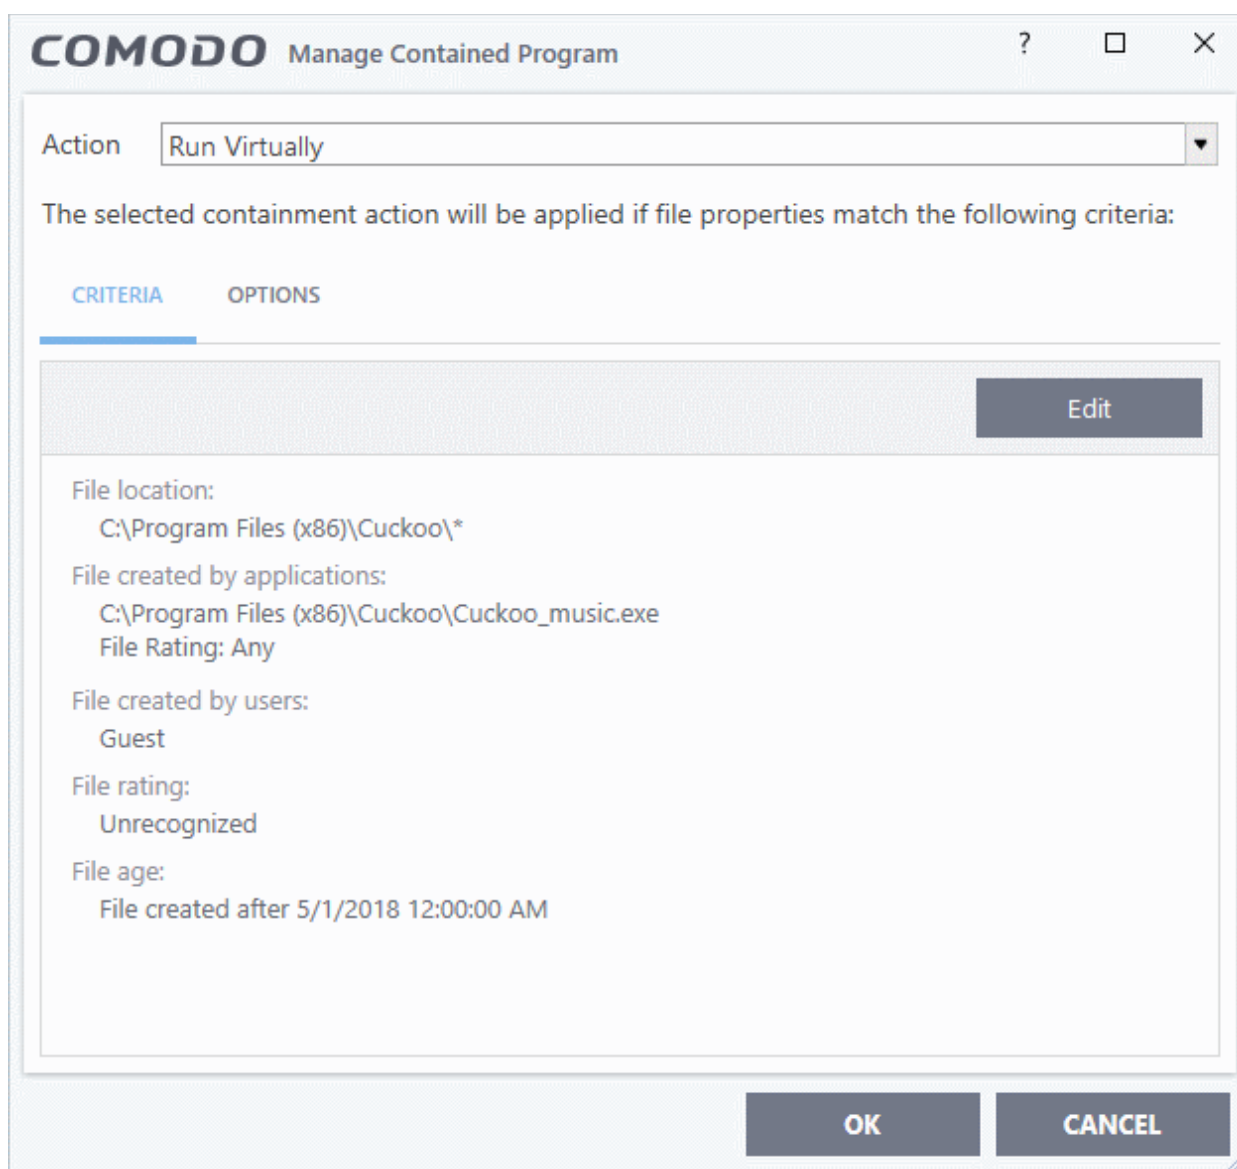 COMODO Manage Contained Program ?
Action Run Virtually
The selected containment action will be applied if file properties match the following criteria:
CRITERIA OPTIONS
Edit
File location:
C:\Program Files (x86)\Cuckoo\*
File created by applications:
C:\Program Files (x86)\Cuckoo\Cuckoo_music.exe
File Rating: Any
File created by users:
Guest
File rating:
Unrecognized
File age:
File created after 5/1/2018 12:00:00 AM
OK CANCEL